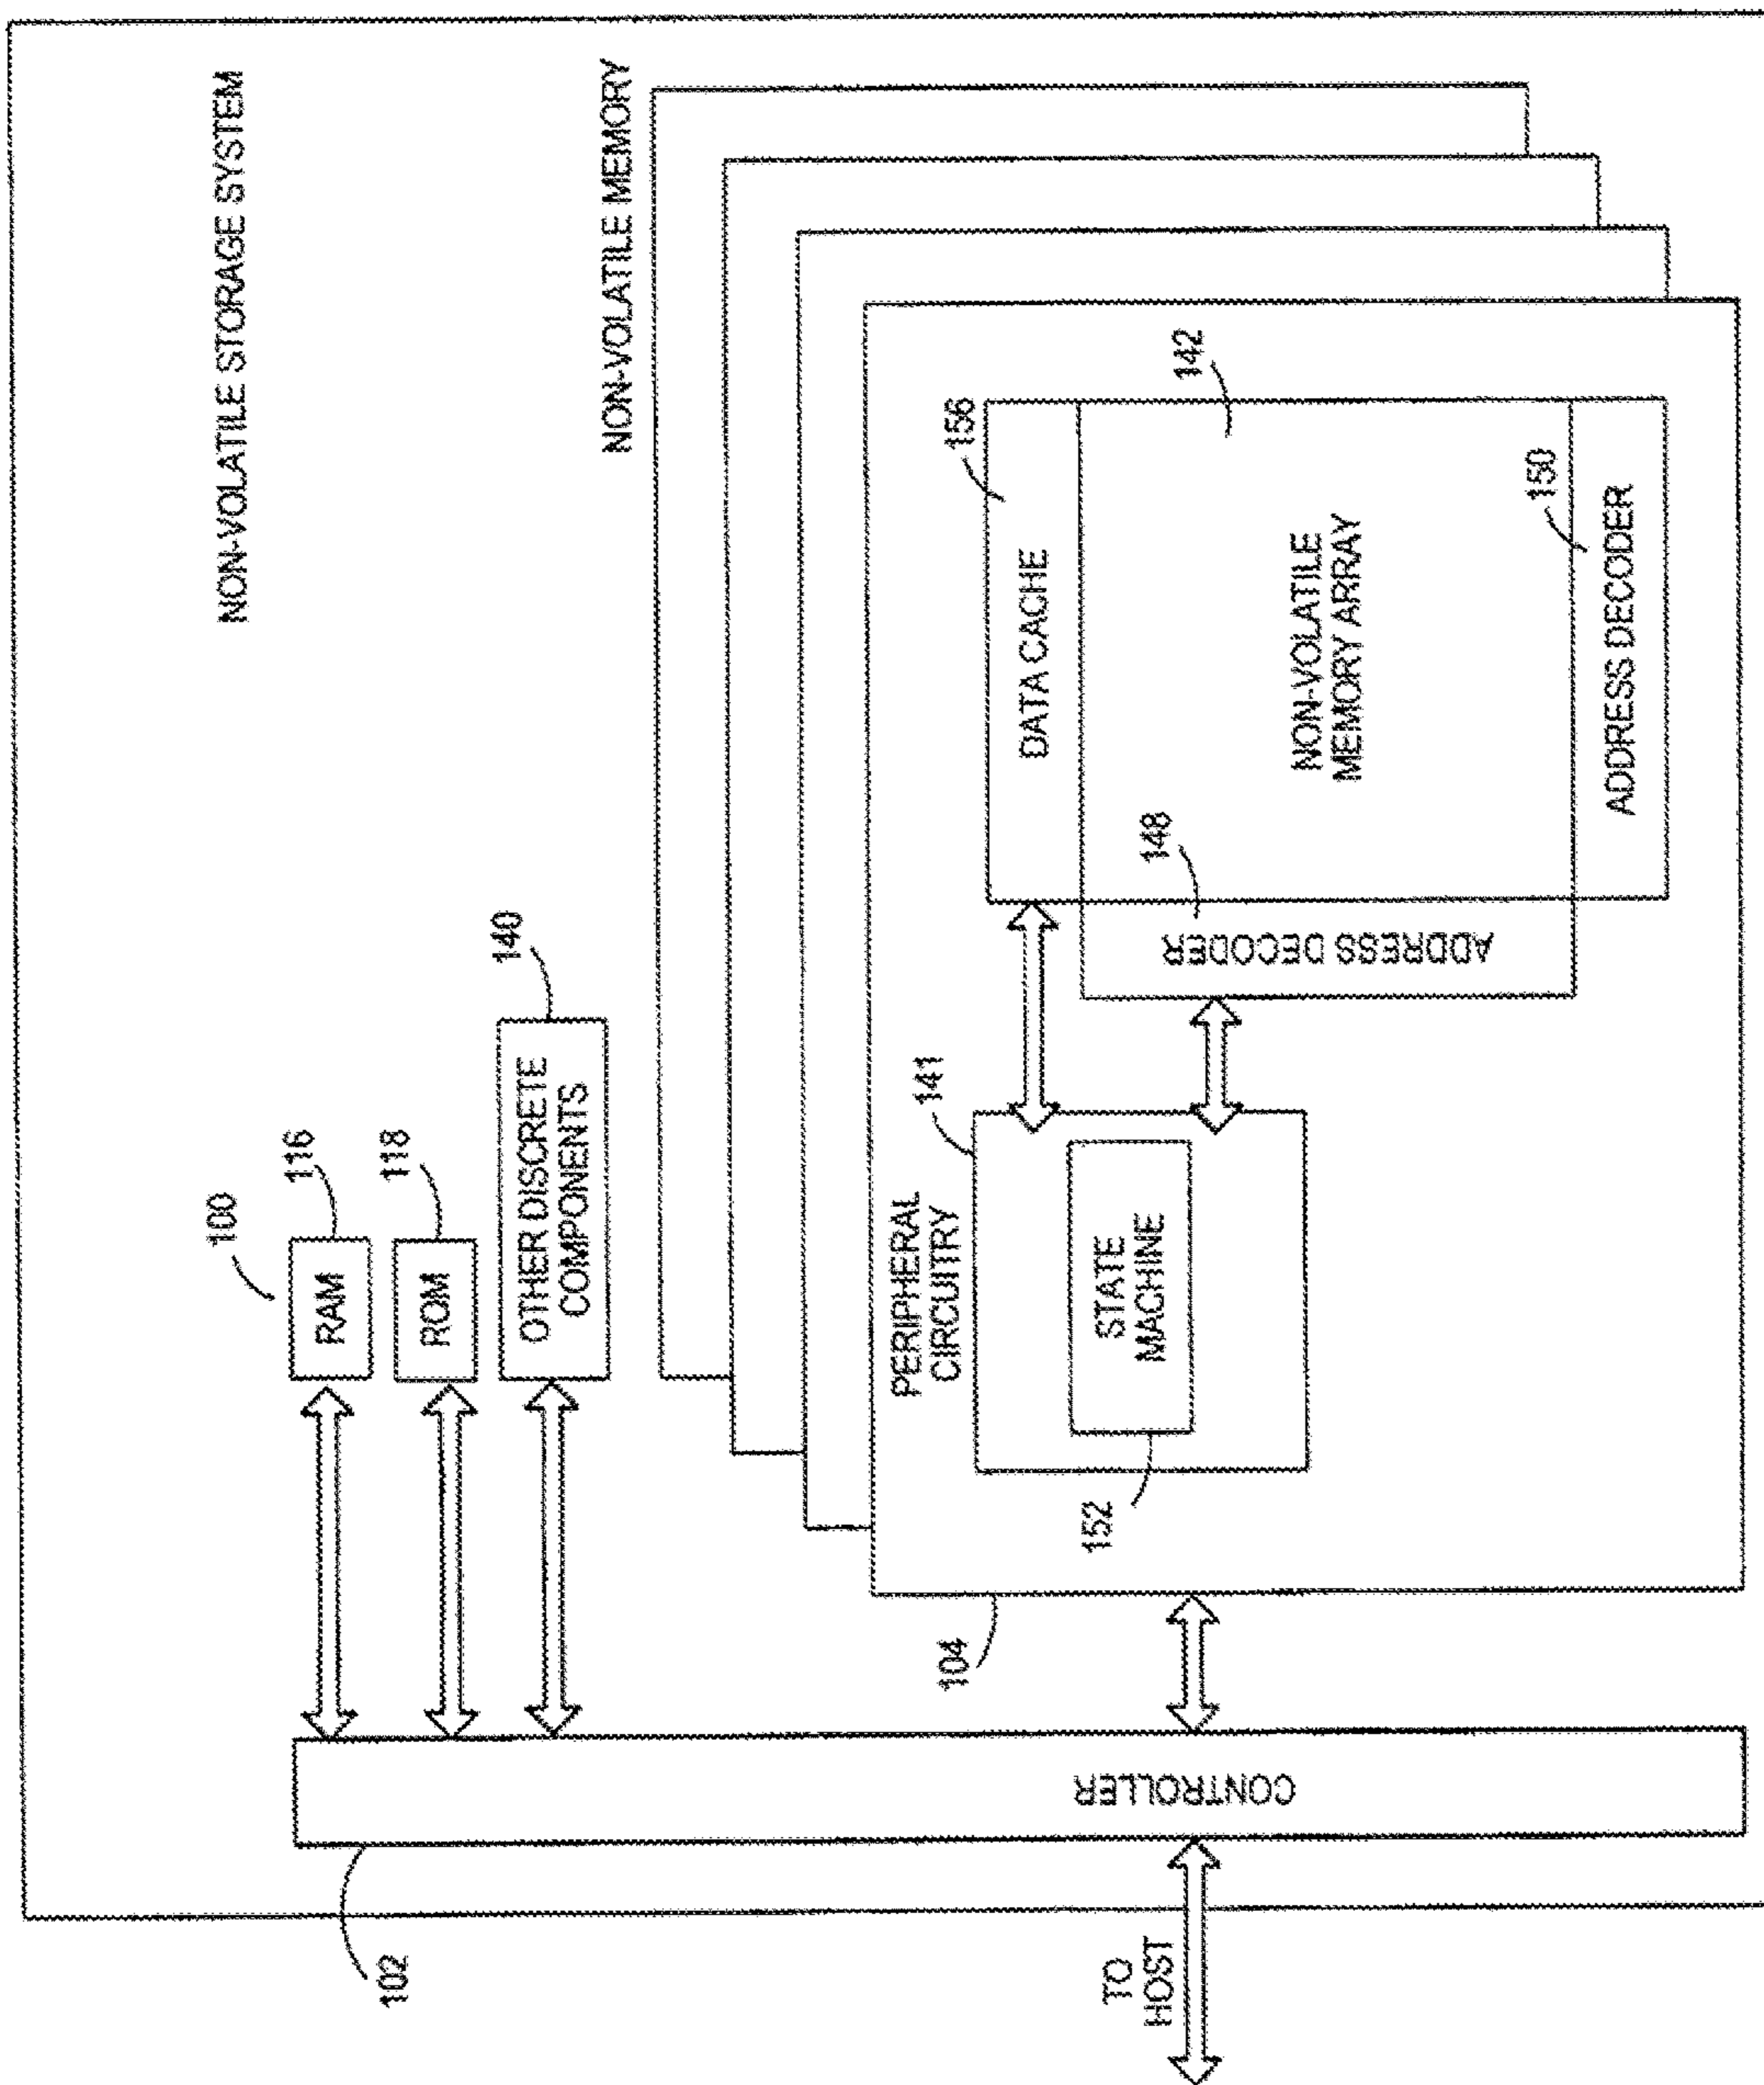 NON-VOLATILE STORAGE SYSTEM
100
RAM
116
ROM
118
OTHER DISCRETE
COMPONENTS
140
102
CONTROLLER
TO
HOST
NON-VOLATILE MEMORY
104
PERIPHERAL
CIRCUITRY
141
STATE
MACHINE
152
DATA CACHE
156
ADDRESS DECODER
148
NON-VOLATILE
MEMORY ARRAY
142
ADDRESS DECODER
150